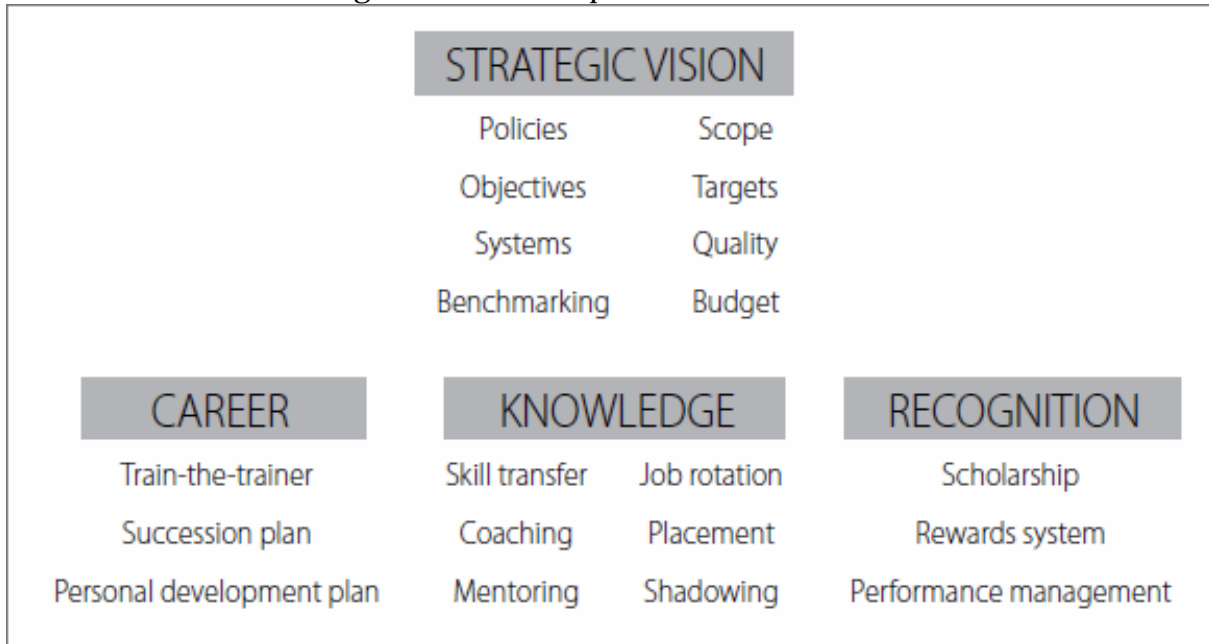 STRATEGIC VISION
Policies Scope
Objectives Targets
Systems Quality
Benchmarking Budget
CAREER KNOWLEDGE RECOGNITION
Train-the-trainer Skill transfer Job rotation Scholarship
Succession plan Coaching Placement Rewards system
Personal development plan Mentoring Shadowing Performance management